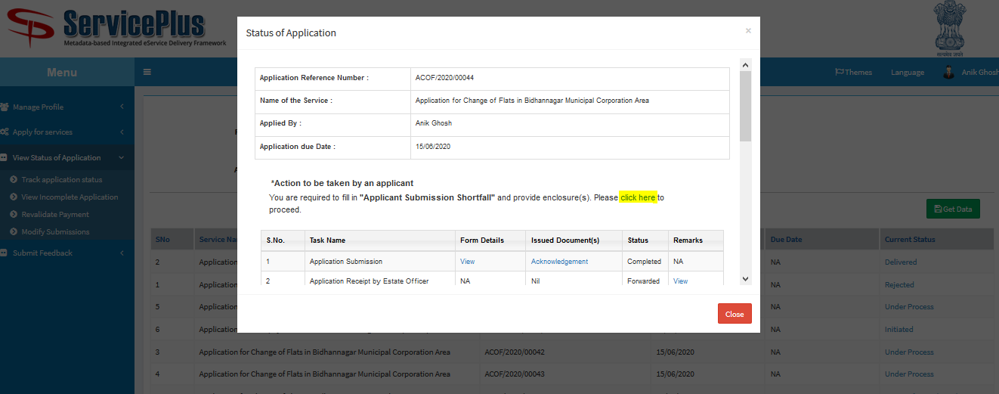 ServicePlus
Metadata-based Integrated eService Delivery Framework
सत्यमेव जयते
Menu
Themes
Language
Anik Ghosh
Manage Profile
Apply for services
View Status of Application
Track application status
View Incomplete Application
Revalidate Payment
Modify Submissions
Submit Feedback
Status of Application
×
Application Reference Number : ACOF/2020/00044
Name of the Service : Application for Change of Flats in Bidhannagar Municipal Corporation Area
Applied By : Anik Ghosh
Application due Date : 15/06/2020
*Action to be taken by an applicant
You are required to fill in "Applicant Submission Shortfall" and provide enclosure(s). Please click here to
proceed.
S.No. Task Name Form Details Issued Document(s) Status Remarks
1 Application Submission View Acknowledgement Completed NA
2 Application Receipt by Estate Officer NA Nil Forwarded View
Close
Get Data
SNo Service Due Date Current Status
2 Application NA Delivered
1 Application NA Rejected
5 Application NA Under Process
6 Application NA Initiated
3 Application for Change of Flats in Bidhannagar Municipal Corporation Area ACOF/2020/00042 15/06/2020 NA Under Process
4 Application for Change of Flats in Bidhannagar Municipal Corporation Area ACOF/2020/00043 15/06/2020 NA Under Process